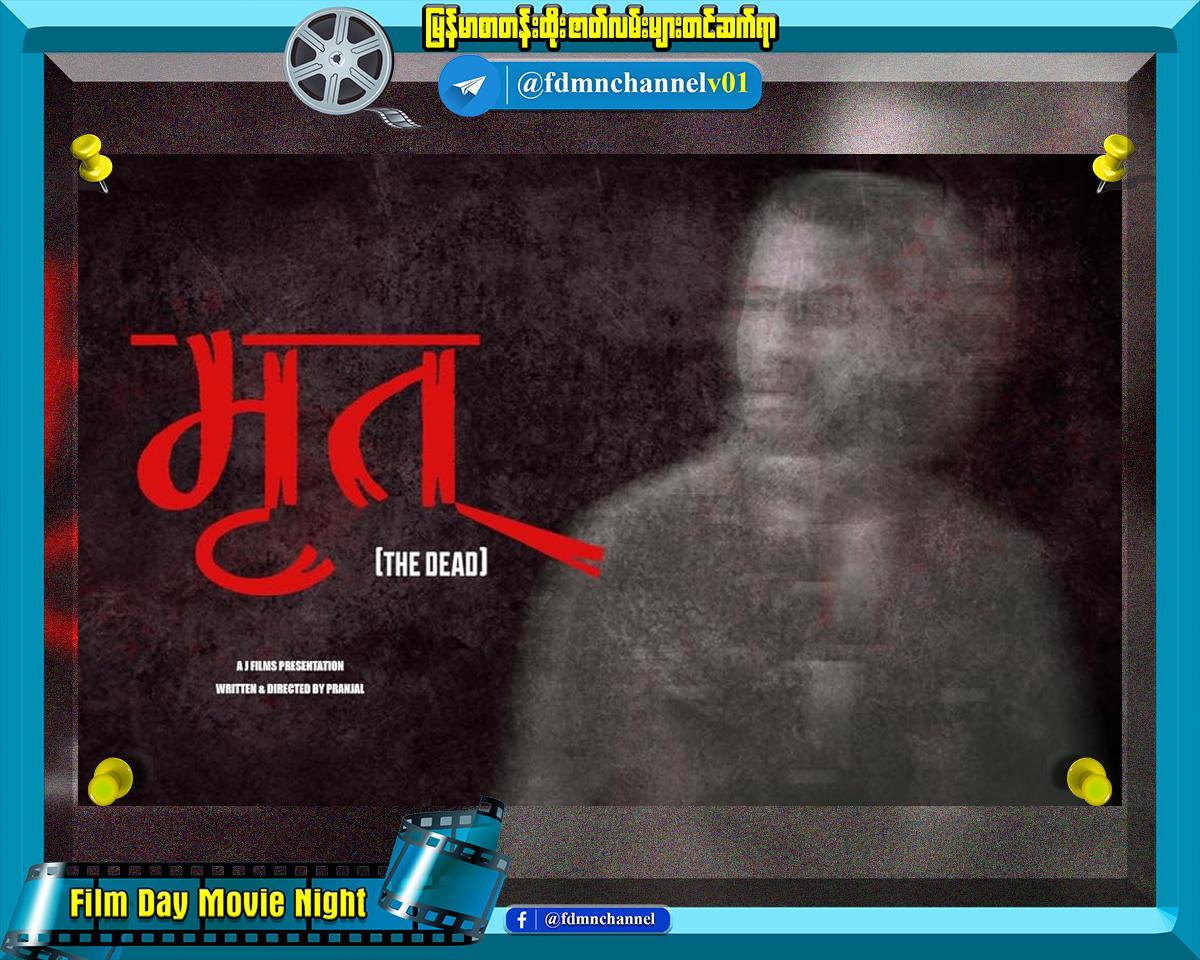 မြန်မာစာတန်းထိုး ဇာတ်လမ်းများတင်ဆက်ရာ
@fdmnchannelv01
मृत्
(THE DEAD)
A J FILMS PRESENTATION
WRITTEN & DIRECTED BY PRANJAL
Film Day Movie Night
@fdmnchannel